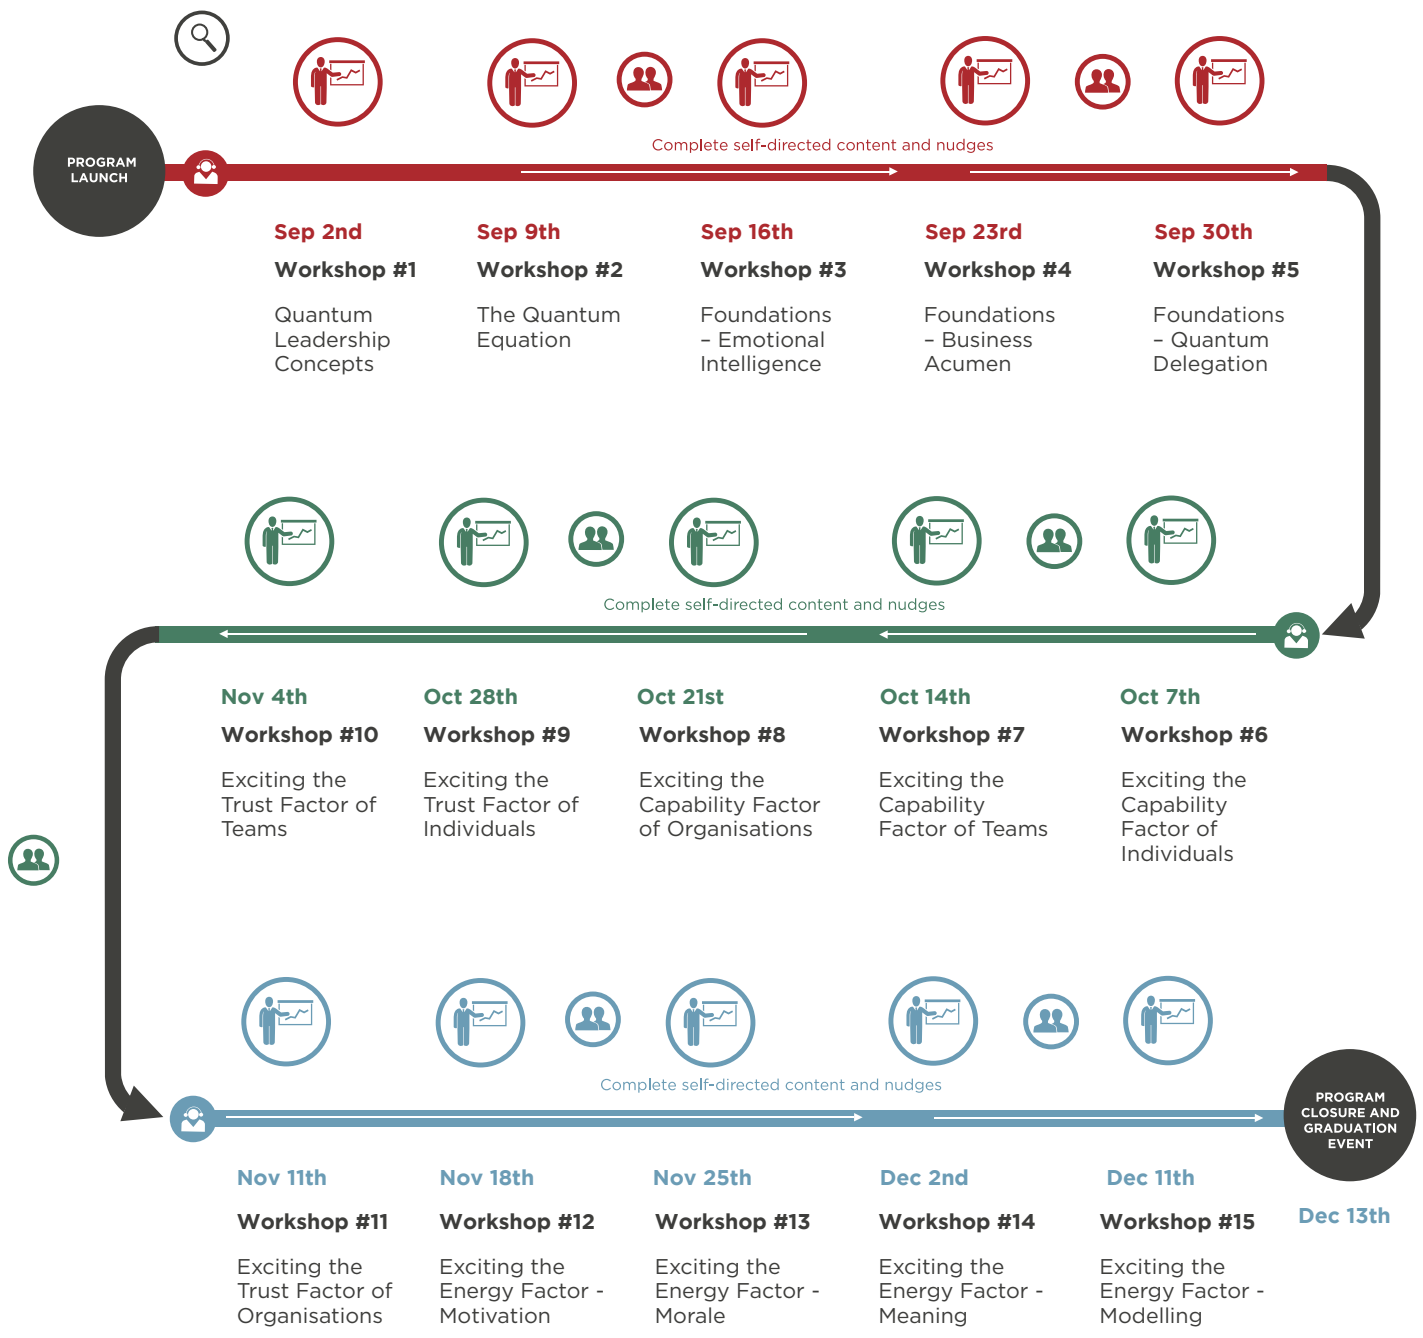 PROGRAM
LAUNCH
Complete self-directed content and nudges
Sep 2nd
Workshop #1
Quantum
Leadership
Concepts
Sep 9th
Workshop #2
The Quantum
Equation
Sep 16th
Workshop #3
Foundations
– Emotional
Intelligence
Sep 23rd
Workshop #4
Foundations
– Business
Acumen
Sep 30th
Workshop #5
Foundations
– Quantum
Delegation
Complete self-directed content and nudges
Nov 4th
Workshop #10
Exciting the
Trust Factor of
Teams
Oct 28th
Workshop #9
Exciting the
Trust Factor of
Individuals
Oct 21st
Workshop #8
Exciting the
Capability Factor
of Organisations
Oct 14th
Workshop #7
Exciting the
Capability
Factor of Teams
Oct 7th
Workshop #6
Exciting the
Capability
Factor of
Individuals
Complete self-directed content and nudges
Nov 11th
Workshop #11
Exciting the
Trust Factor of
Organisations
Nov 18th
Workshop #12
Exciting the
Energy Factor -
Motivation
Nov 25th
Workshop #13
Exciting the
Energy Factor -
Morale
Dec 2nd
Workshop #14
Exciting the
Energy Factor -
Meaning
Dec 11th
Workshop #15
Exciting the
Energy Factor -
Modelling
PROGRAM
CLOSURE AND
GRADUATION
EVENT
Dec 13th